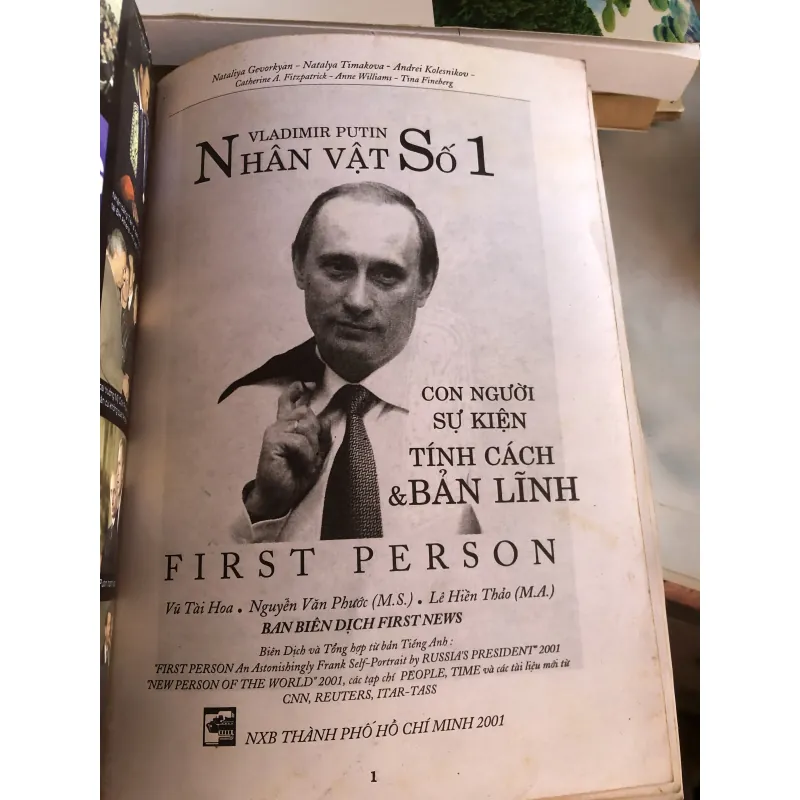 Nataliya Gevorkyan - Natalya Timakova - Andrei Kolesnikov -
Catherine A. Fitzpatrick - Anne Williams - Tina Fineberg
VLADIMIR PUTIN
NHÂN VẬT SỐ 1
CON NGƯỜI
SỰ KIỆN
TÍNH CÁCH
& BẢN LĨNH
FIRST PERSON
Vũ Tài Hoa • Nguyễn Văn Phước (M.S.) • Lê Hiền Thảo (M.A.)
BAN BIÊN DỊCH FIRST NEWS
Biên Dịch và Tổng hợp từ bản Tiếng Anh :
"FIRST PERSON An Astonishingly Frank Self-Portrait by RUSSIA'S PRESIDENT" 2001
"NEW PERSON OF THE WORLD" 2001, các tạp chí PEOPLE, TIME và các tài liệu mới từ
CNN, REUTERS, ITAR-TASS
NXB THÀNH PHỐ HỒ CHÍ MINH 2001
1